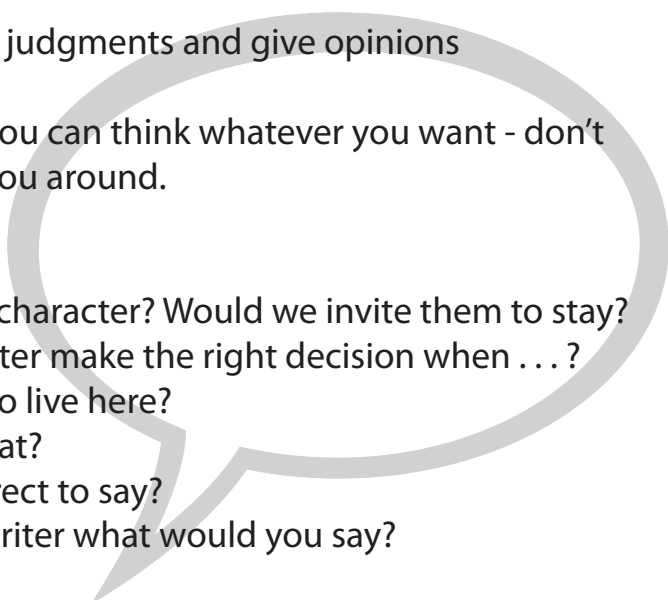 judgments and give opinions
ou can think whatever you want - don't
ou around.
character? Would we invite them to stay?
ter make the right decision when . . . ?
o live here?
at?
rect to say?
riter what would you say?